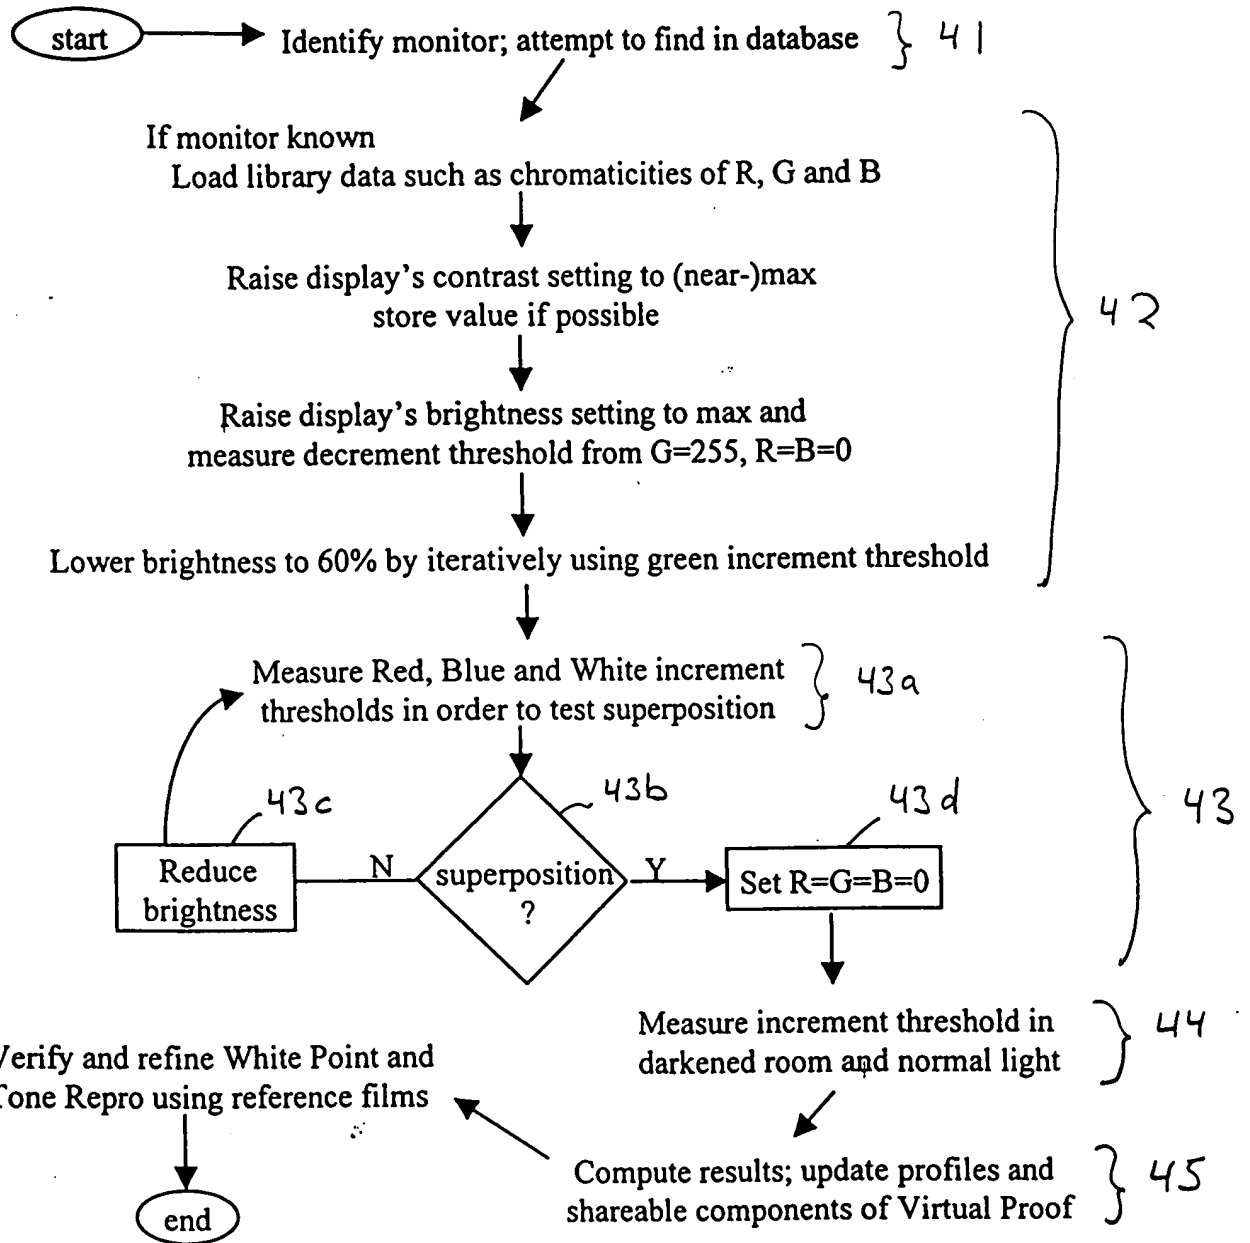 start
Identify monitor; attempt to find in database
41
If monitor known
Load library data such as chromaticities of R, G and B
Raise display's contrast setting to (near-)max
store value if possible
42
Raise display's brightness setting to max and
measure decrement threshold from G=255, R=B=0
Lower brightness to 60% by iteratively using green increment threshold
Measure Red, Blue and White increment
thresholds in order to test superposition
43a
43c
43b
43d
43
Reduce
brightness
N
superposition
?
Y
Set R=G=B=0
Measure increment threshold in
darkened room and normal light
44
Verify and refine White Point and
Tone Repro using reference films
Compute results; update profiles and
shareable components of Virtual Proof
45
end